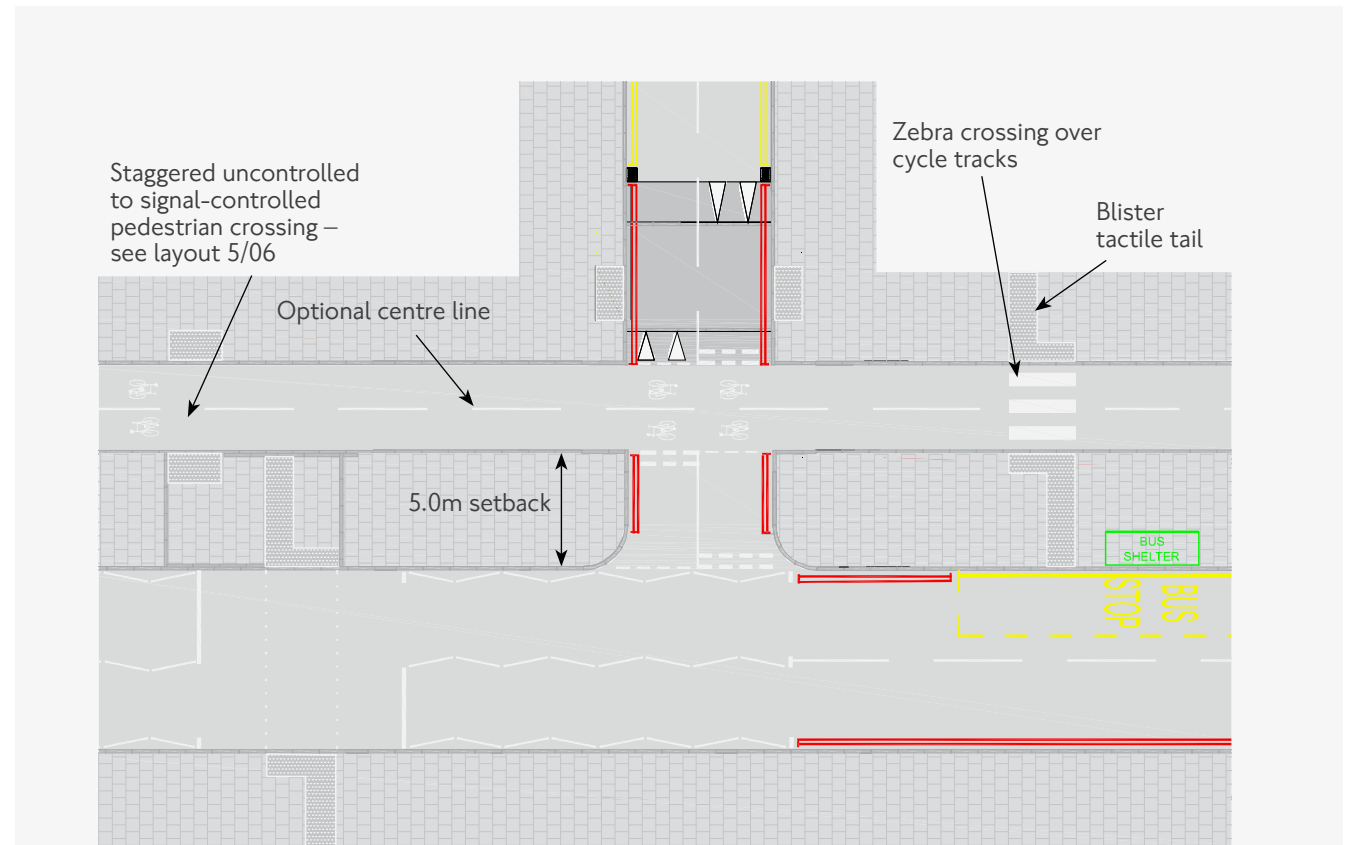 Staggered uncontrolled
to signal-controlled
pedestrian crossing –
see layout 5/06
Optional centre line
Zebra crossing over
cycle tracks
Blister
tactile tail
5.0m setback
BUS
SHELTER
BUS
STOP